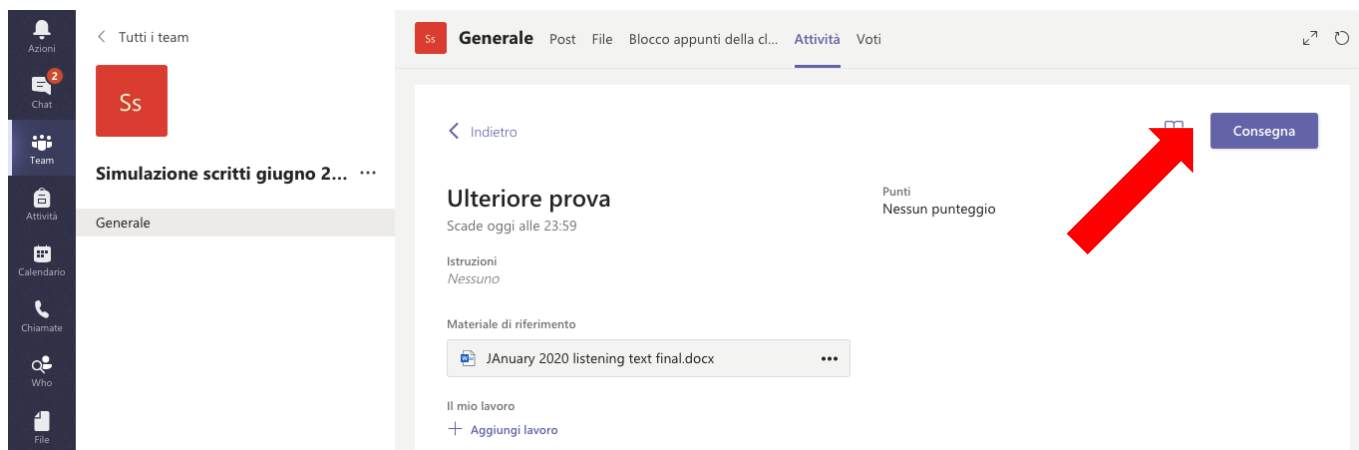 Azioni
2
Chat
Team
Attività
Calendario
Chiamate
Who
File
Tutti i team
Ss
Simulazione scritti giugno 2... ···
Generale
Ss Generale Post File Blocco appunti della cl... Attività Voti
Indietro
Consegna
Ulteriore prova
Scade oggi alle 23:59
Punti
Nessun punteggio
Istruzioni
Nessuno
Materiale di riferimento
JAnuary 2020 listening text final.docx •••
Il mio lavoro
+ Aggiungi lavoro